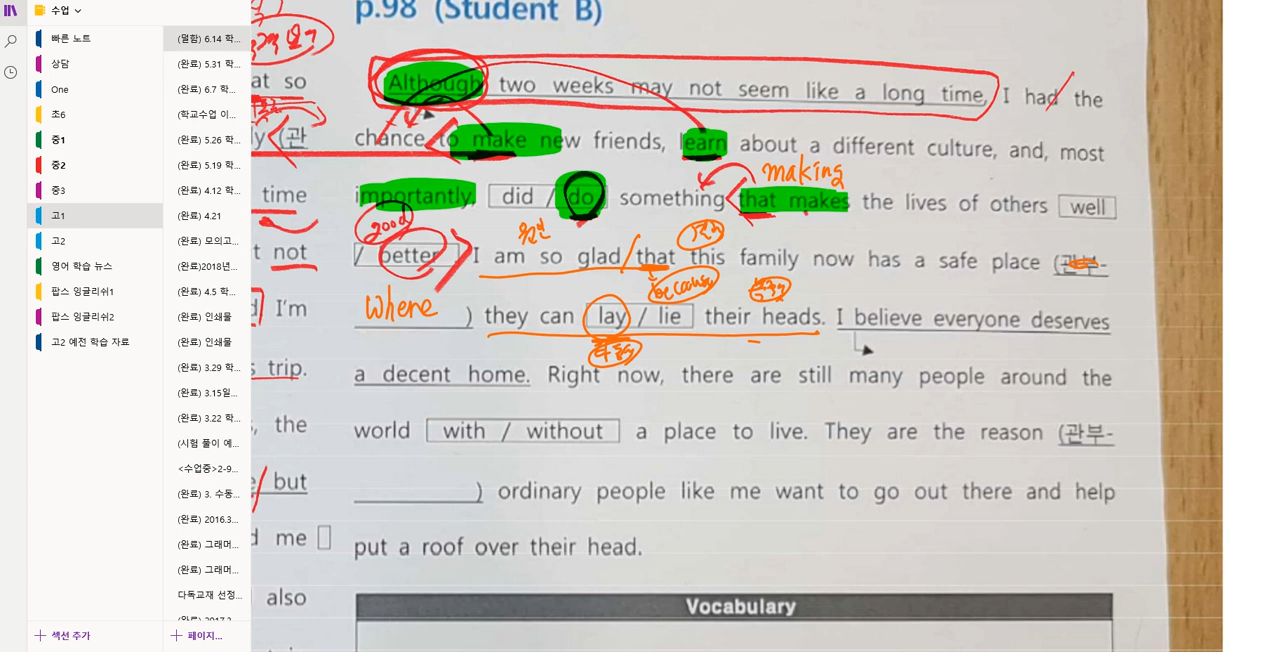 수업
빠른 노트
상담
One
초6
중1
중2
중3
고1
고2
영어 학습 뉴스
팝스 잉글리쉬1
팝스 잉글리쉬2
고2 예전 학습 자료
섹션 추가
(덜함) 6.14 학...
(완료) 5.31 학...
(완료) 6.7 학...
(학교수업 이...
(완료) 5.26 학...
(완료) 5.19 학...
(완료) 4.12 학...
(완료) 4.21
(완료) 모의고...
(완료)2018년...
(완료) 4.5 학...
(완료) 인쇄물
(완료) 인쇄물
(완료) 3.29 학...
(완료) 3.15일...
(완료) 3.22 학...
(시험 풀이 예...
<수업중>2-9...
(완료) 3. 수동...
(완료) 2016.3...
(완료) 그래머...
(완료) 그래머...
다독교재 선정...
(완료) 2017.3...
페이지...
at so
(관
time
t not
I'm
trip.
, the
but
me
also
p.98 (Student B)
Although two weeks may not seem like a long time, I had the
chance to make new friends, learn about a different culture, and, most
making
importantly, did / do something that makes the lives of others well
good 원인
/ better . I am so glad that this family now has a safe place (관부-
because
where ) they can lay / lie their heads. I believe everyone deserves
a decent home. Right now, there are still many people around the
world with / without a place to live. They are the reason (관부-
) ordinary people like me want to go out there and help
put a roof over their head.
Vocabulary